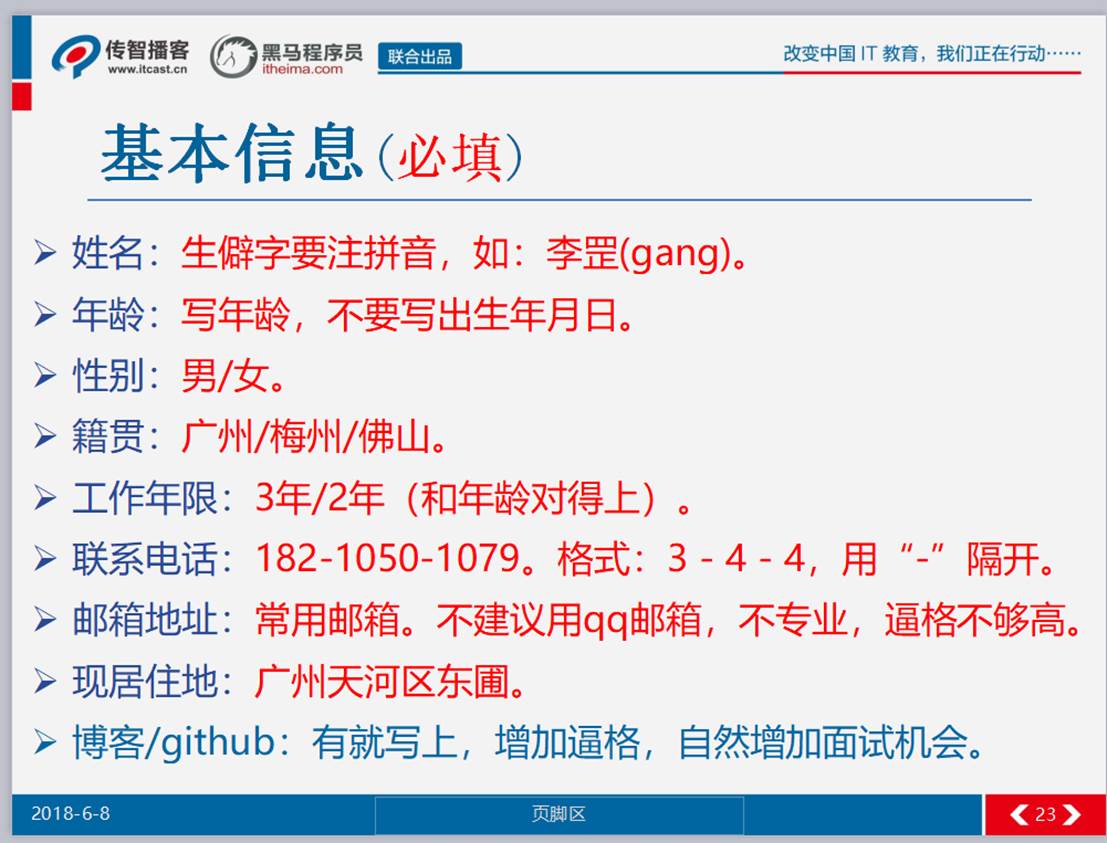 传智播客
www.itcast.cn
黑马程序员
itheima.com
联合出品
改变中国 IT 教育，我们正在行动……
基本信息(必填)
姓名：生僻字要注拼音，如：李罡(gang)。
年龄：写年龄，不要写出生年月日。
性别：男/女。
籍贯：广州/梅州/佛山。
工作年限：3年/2年（和年龄对得上）。
联系电话：182-1050-1079。格式：3 - 4 - 4，用“-”隔开。
邮箱地址：常用邮箱。不建议用qq邮箱，不专业，逼格不够高。
现居住地：广州天河区东圃。
博客/github：有就写上，增加逼格，自然增加面试机会。
2018-6-8
页脚区
23